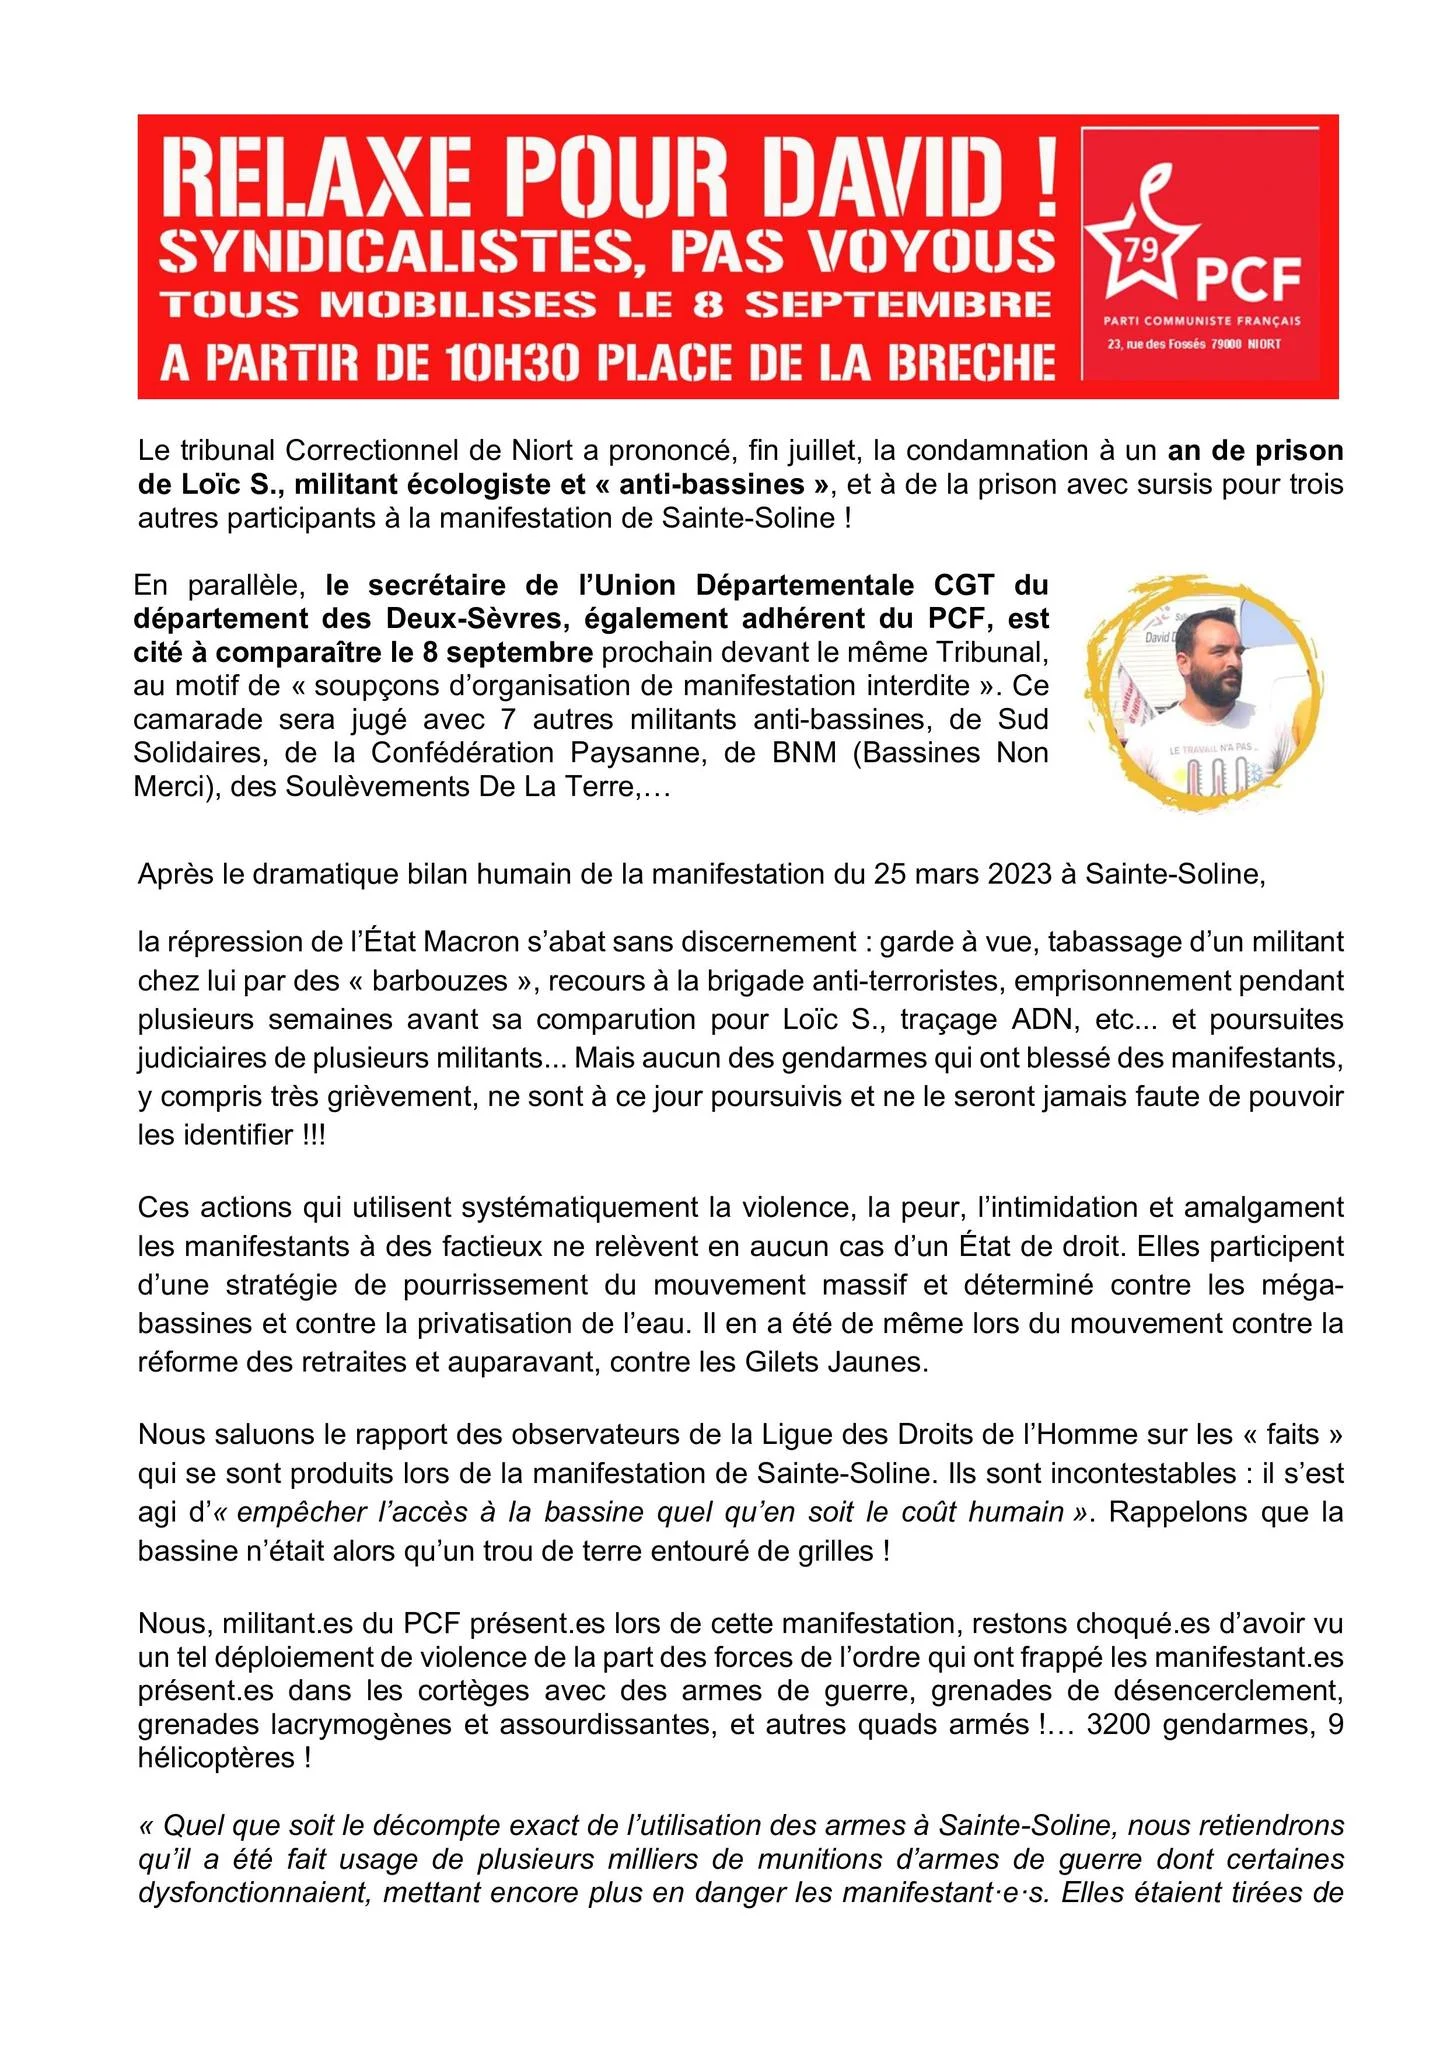 RELAXE POUR DAVID !
SYNDICALISTES, PAS VOYOUS
TOUS MOBILISES LE 8 SEPTEMBRE
A PARTIR DE 10H30 PLACE DE LA BRECHE
79
PCF
PARTI COMMUNISTE FRANÇAIS
23, rue des Fossés 79000 NIORT
Le tribunal Correctionnel de Niort a prononcé, fin juillet, la condamnation à un an de prison
de Loïc S., militant écologiste et « anti-bassines », et à de la prison avec sursis pour trois
autres participants à la manifestation de Sainte-Soline !
En parallèle, le secrétaire de l’Union Départementale CGT du
département des Deux-Sèvres, également adhérent du PCF, est
cité à comparaître le 8 septembre prochain devant le même Tribunal,
au motif de « soupçons d’organisation de manifestation interdite ». Ce
camarade sera jugé avec 7 autres militants anti-bassines, de Sud
Solidaires, de la Confédération Paysanne, de BNM (Bassines Non
Merci), des Soulèvements De La Terre,…
David
LE TRAVAIL N'A PAS
Après le dramatique bilan humain de la manifestation du 25 mars 2023 à Sainte-Soline,
la répression de l’État Macron s’abat sans discernement : garde à vue, tabassage d’un militant
chez lui par des « barbouzes », recours à la brigade anti-terroristes, emprisonnement pendant
plusieurs semaines avant sa comparution pour Loïc S., traçage ADN, etc... et poursuites
judiciaires de plusieurs militants... Mais aucun des gendarmes qui ont blessé des manifestants,
y compris très grièvement, ne sont à ce jour poursuivis et ne le seront jamais faute de pouvoir
les identifier !!!
Ces actions qui utilisent systématiquement la violence, la peur, l’intimidation et amalgament
les manifestants à des factieux ne relèvent en aucun cas d’un État de droit. Elles participent
d’une stratégie de pourrissement du mouvement massif et déterminé contre les méga-
bassines et contre la privatisation de l’eau. Il en a été de même lors du mouvement contre la
réforme des retraites et auparavant, contre les Gilets Jaunes.
Nous saluons le rapport des observateurs de la Ligue des Droits de l’Homme sur les « faits »
qui se sont produits lors de la manifestation de Sainte-Soline. Ils sont incontestables : il s’est
agi d’« empêcher l’accès à la bassine quel qu’en soit le coût humain ». Rappelons que la
bassine n’était alors qu’un trou de terre entouré de grilles !
Nous, militant.es du PCF présent.es lors de cette manifestation, restons choqué.es d’avoir vu
un tel déploiement de violence de la part des forces de l’ordre qui ont frappé les manifestant.es
présent.es dans les cortèges avec des armes de guerre, grenades de désencerclement,
grenades lacrymogènes et assourdissantes, et autres quads armés !… 3200 gendarmes, 9
hélicoptères !
« Quel que soit le décompte exact de l’utilisation des armes à Sainte-Soline, nous retiendrons
qu’il a été fait usage de plusieurs milliers de munitions d’armes de guerre dont certaines
dysfonctionnaient, mettant encore plus en danger les manifestant·e·s. Elles étaient tirées de